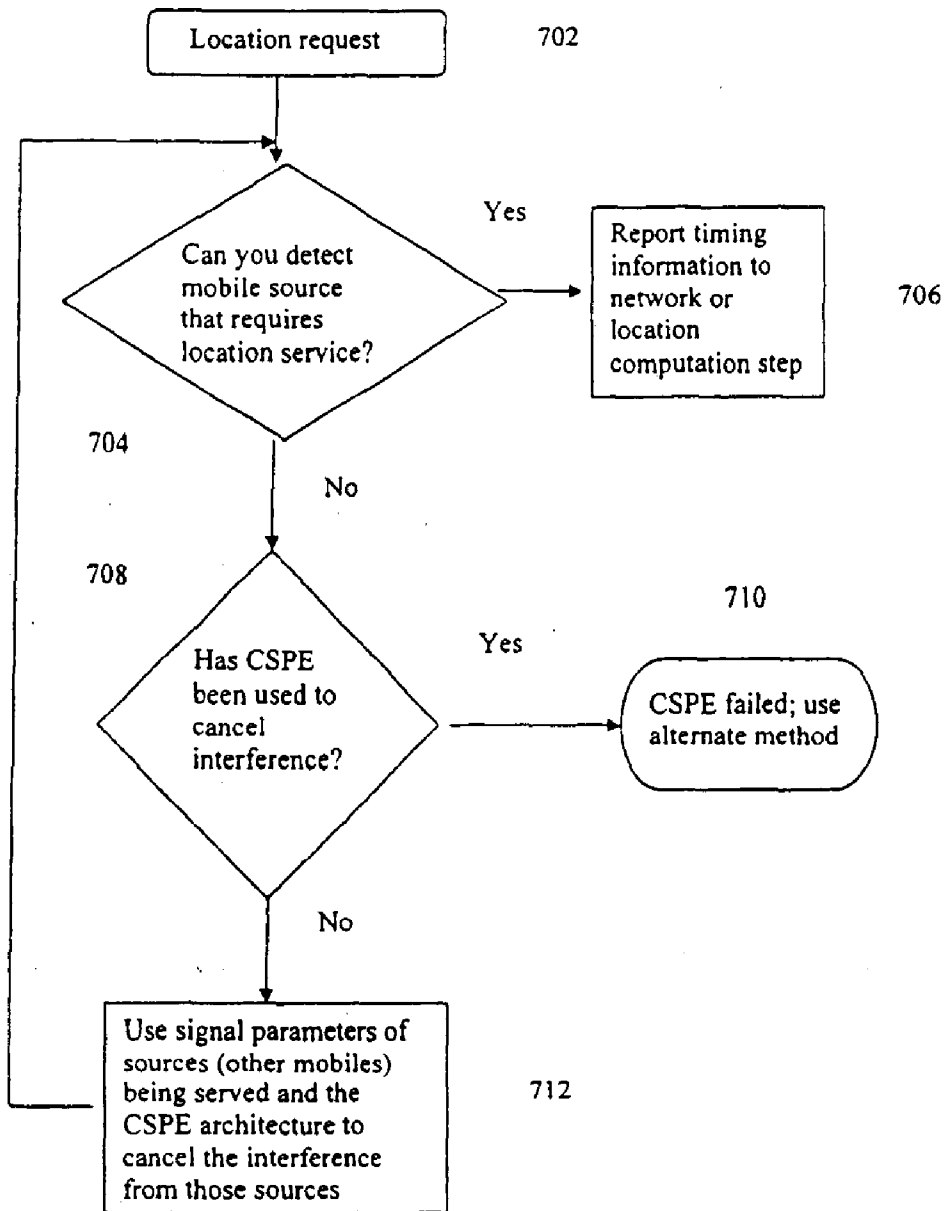 Location request
702
Can you detect
mobile source
that requires
location service?
Yes
Report timing
information to
network or
location
computation step
706
704
No
708
Has CSPE
been used to
cancel
interference?
Yes
710
CSPE failed; use
alternate method
No
Use signal parameters of
sources (other mobiles)
being served and the
CSPE architecture to
cancel the interference
from those sources
712